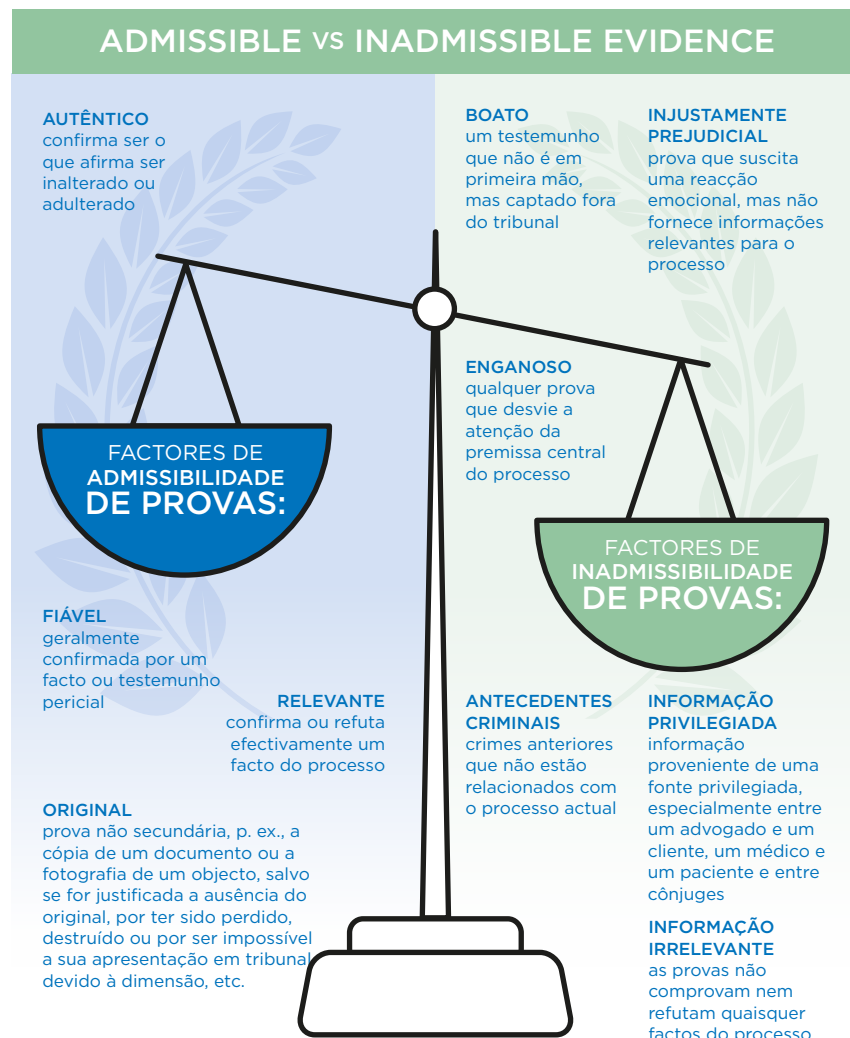 ADMISSIBLE VS INADMISSIBLE EVIDENCE
AUTÊNTICO
confirma ser o
que afirma ser
inalterado ou
adulterado
FACTORES DE
ADMISSIBILIDADE
DE PROVAS:
FIÁVEL
geralmente
confirmada por um
facto ou testemunho
pericial
RELEVANTE
confirma ou refuta
efectivamente um
facto do processo
ORIGINAL
prova não secundária, p. ex., a
cópia de um documento ou a
fotografia de um objecto, salvo
se for justificada a ausência do
original, por ter sido perdido,
destruído ou por ser impossível
a sua apresentação em tribunal
devido à dimensão, etc.
BOATO
um testemunho
que não é em
primeira mão,
mas captado fora
do tribunal
INJUSTAMENTE
PREJUDICIAL
prova que suscita
uma reacção
emocional, mas não
fornece informações
relevantes para o
processo
ENGANOSO
qualquer prova
que desvie a
atenção da
premissa central
do processo
FACTORES DE
INADMISSIBILIDADE
DE PROVAS:
ANTECEDENTES
CRIMINAIS
crimes anteriores
que não estão
relacionados com
o processo actual
INFORMAÇÃO
PRIVILEGIADA
informação
proveniente de uma
fonte privilegiada,
especialmente entre
um advogado e um
cliente, um médico e
um paciente e entre
cônjuges
INFORMAÇÃO
IRRELEVANTE
as provas não
comprovam nem
refutam quaisquer
factos do processo